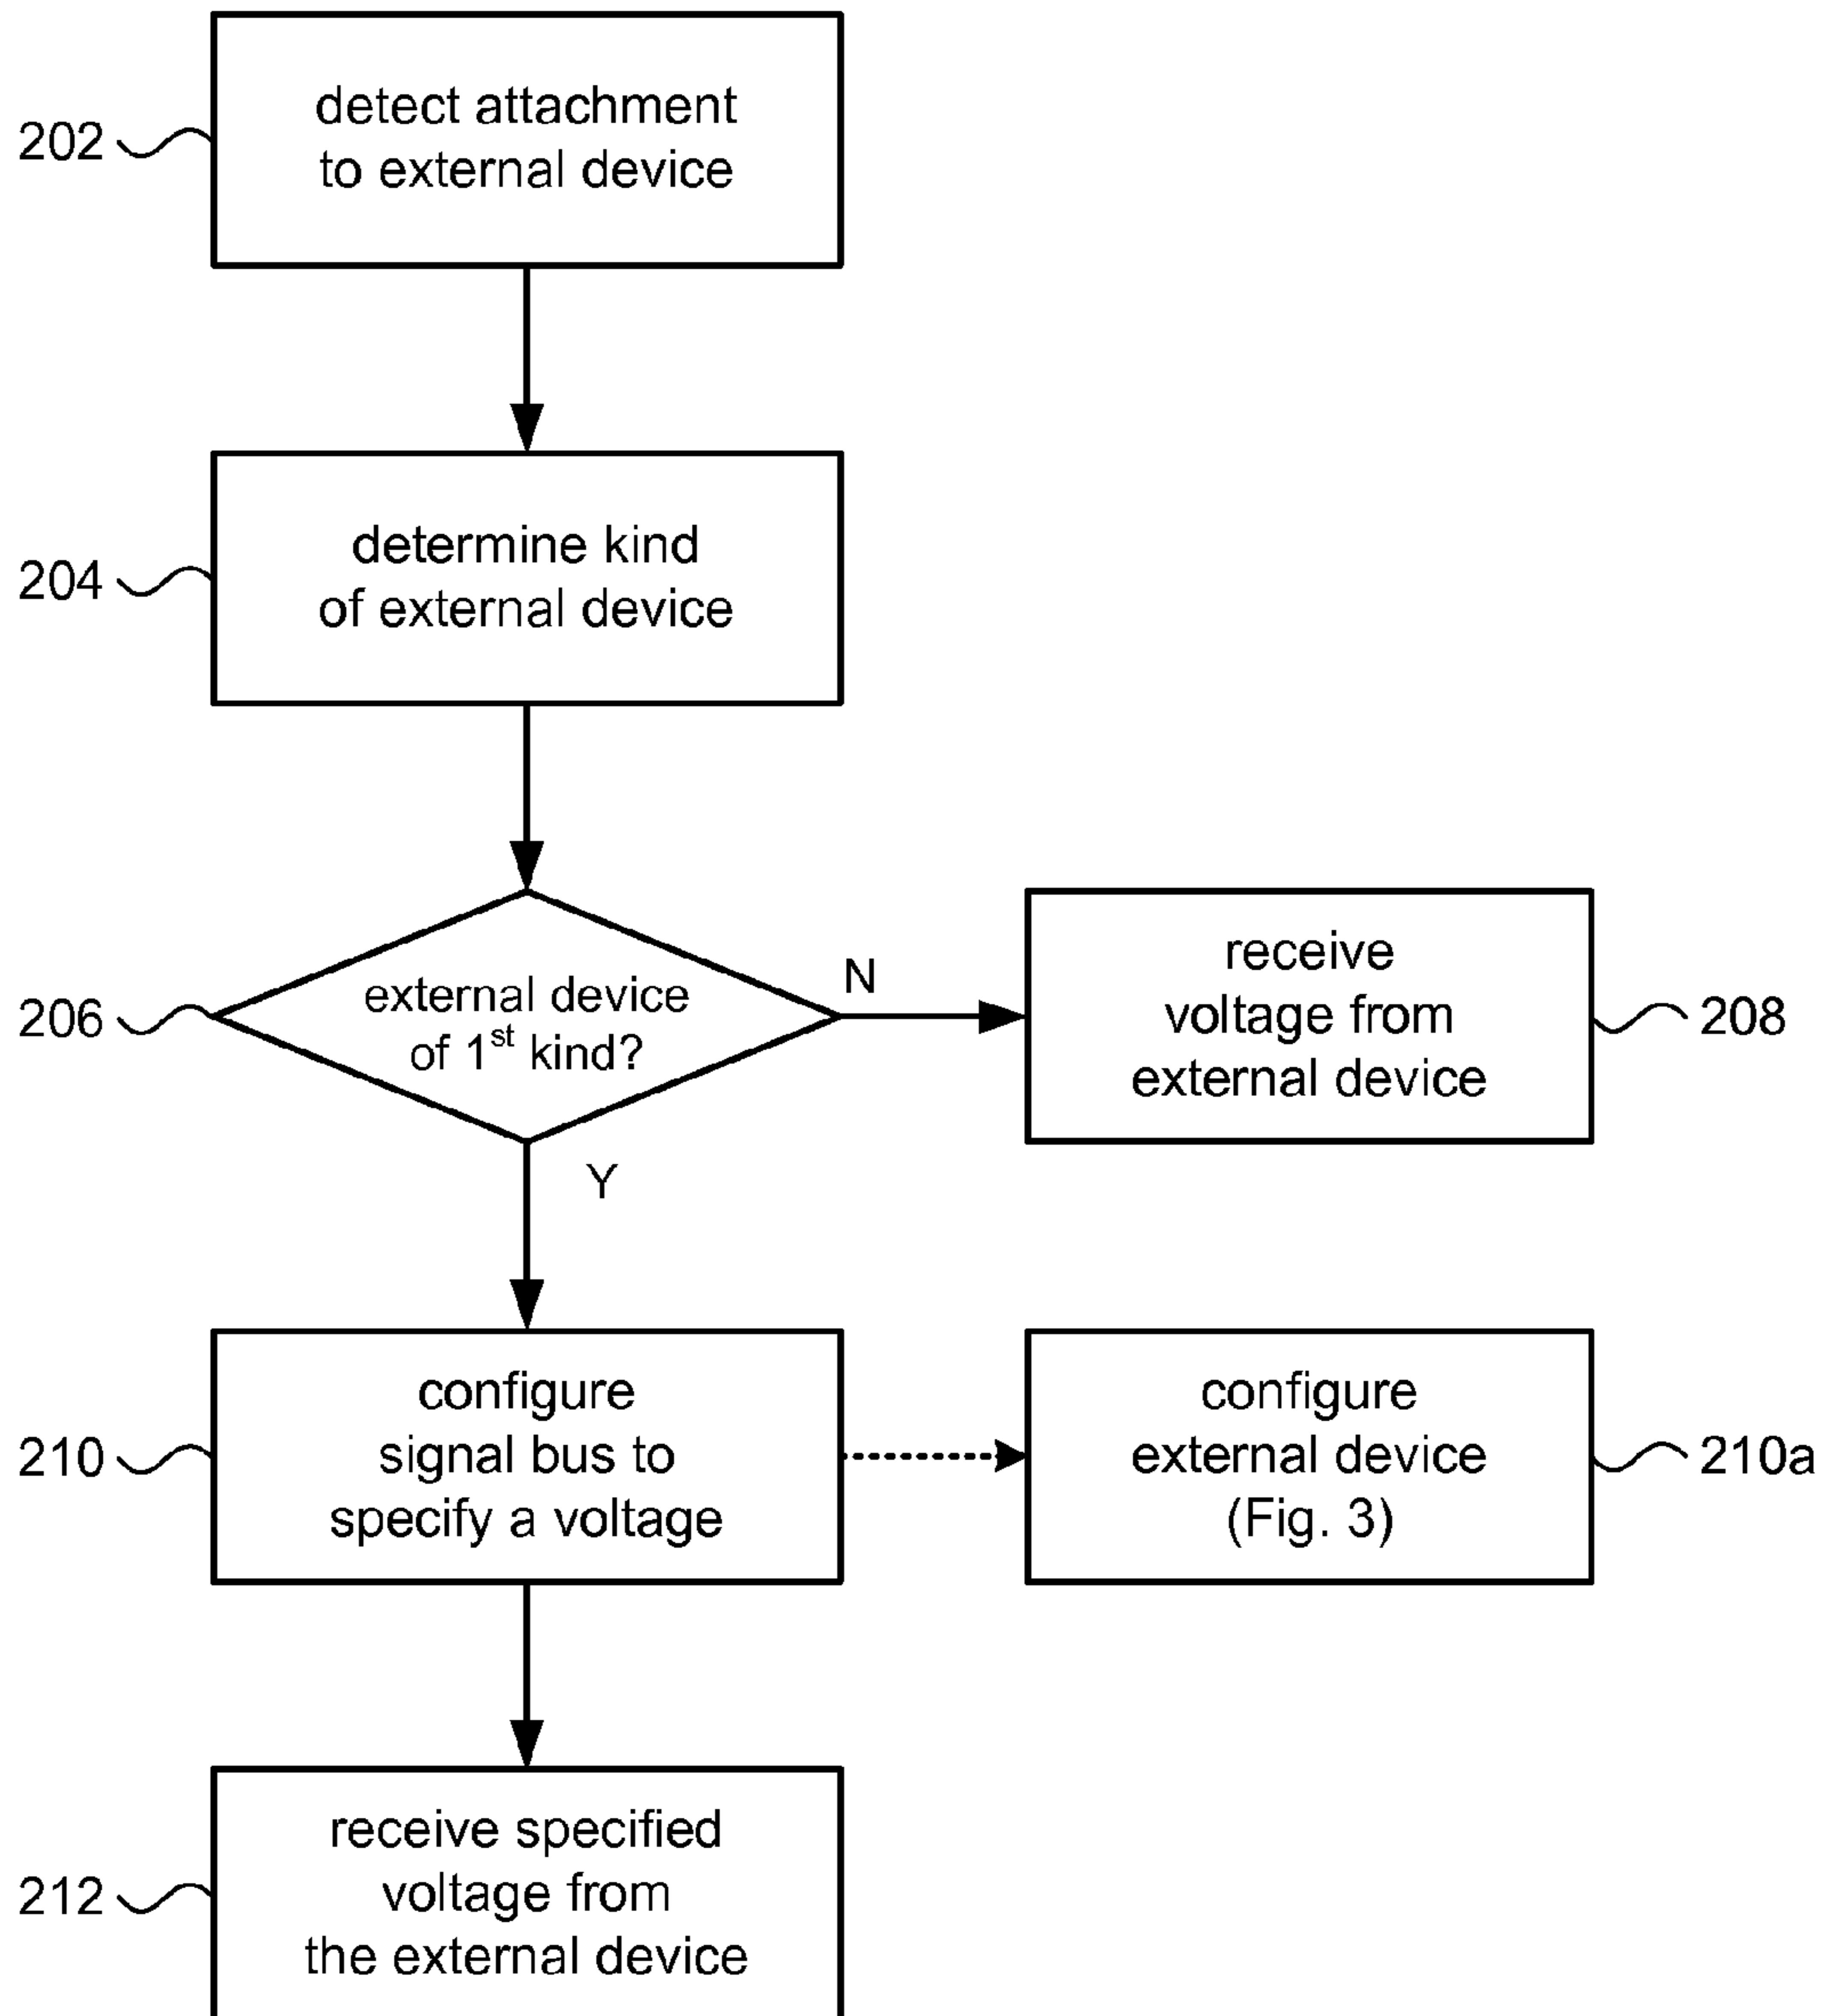 202
detect attachment
to external device
204
determine kind
of external device
206
external device
of 1st kind?
N
Y
receive
voltage from
external device
208
210
configure
signal bus to
specify a voltage
configure
external device
(Fig. 3)
210a
212
receive specified
voltage from
the external device